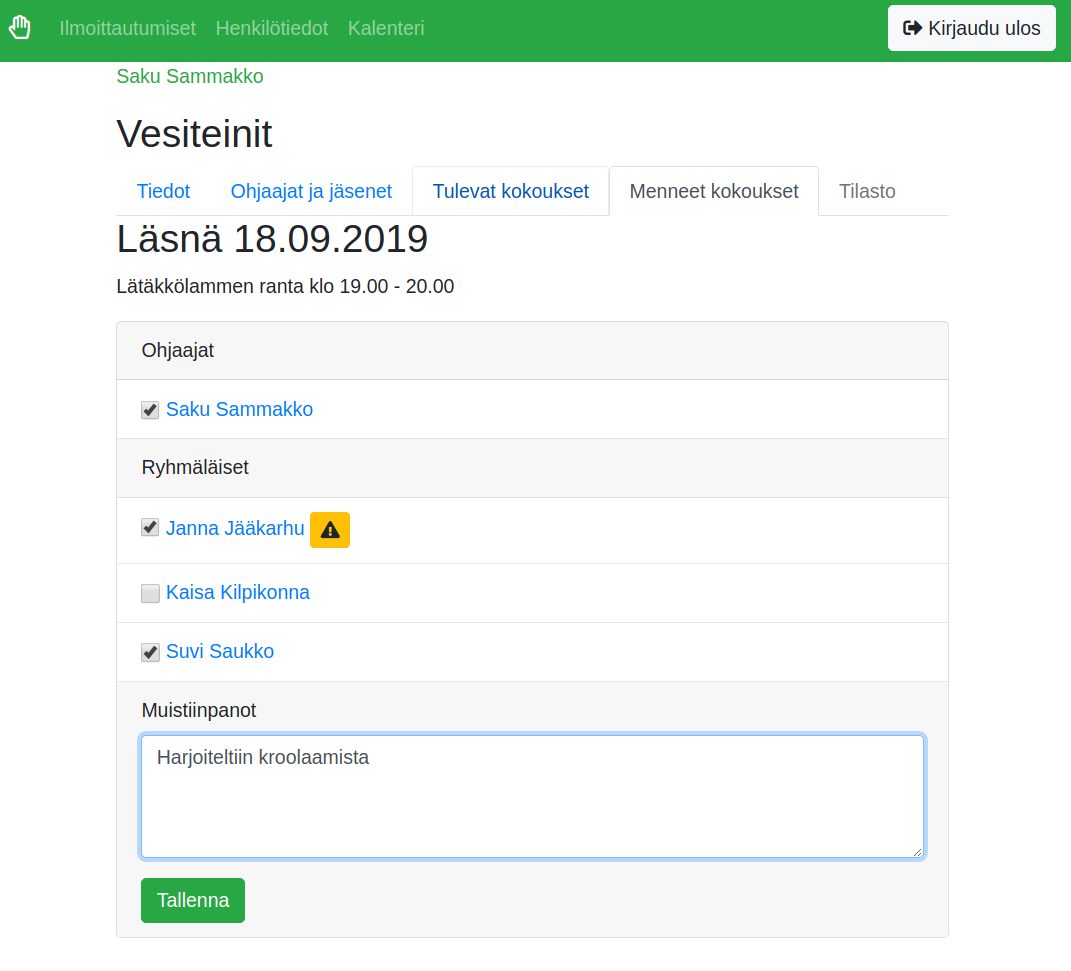 Ilmoittautumiset Henkilötiedot Kalenteri Kirjaudu ulos
Saku Sammakko
Vesiteinit
Tiedot Ohjaajat ja jäsenet Tulevat kokoukset Menneet kokoukset Tilasto
Läsnä 18.09.2019
Lätäkkölammen ranta klo 19.00 - 20.00
Ohjaajat
Saku Sammakko
Ryhmäläiset
Janna Jääkarhu
Kaisa Kilpikonna
Suvi Saukko
Muistiinpanot
Harjoiteltiin kroolaamista
Tallenna